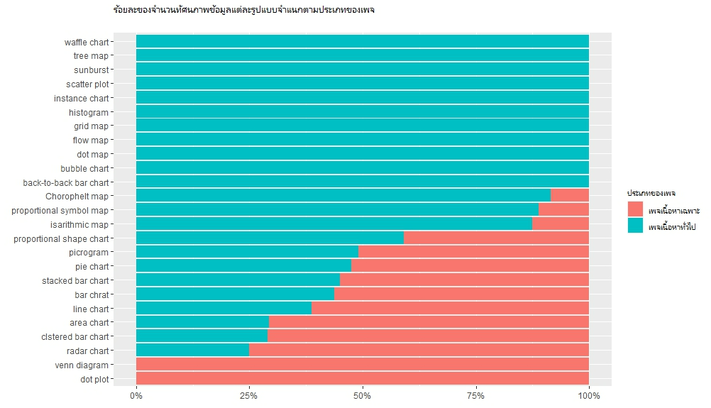 ร้อยละของจำนวนทัศนภาพข้อมูลแต่ละรูปแบบจำแนกตามประเภทของเพจ
waffle chart
tree map
sunburst
scatter plot
instance chart
histogram
grid map
flow map
dot map
bubble chart
back-to-back bar chart
Chorophelt map
proportional symbol map
isarithmic map
proportional shape chart
picrogram
pie chart
stacked bar chart
bar chrat
line chart
area chart
clstered bar chart
radar chart
venn diagram
dot plot
0%
25%
50%
75%
100%
ประเภทของเพจ
เพจเนื้อหาเฉพาะ
เพจเนื้อหาทั่วไป